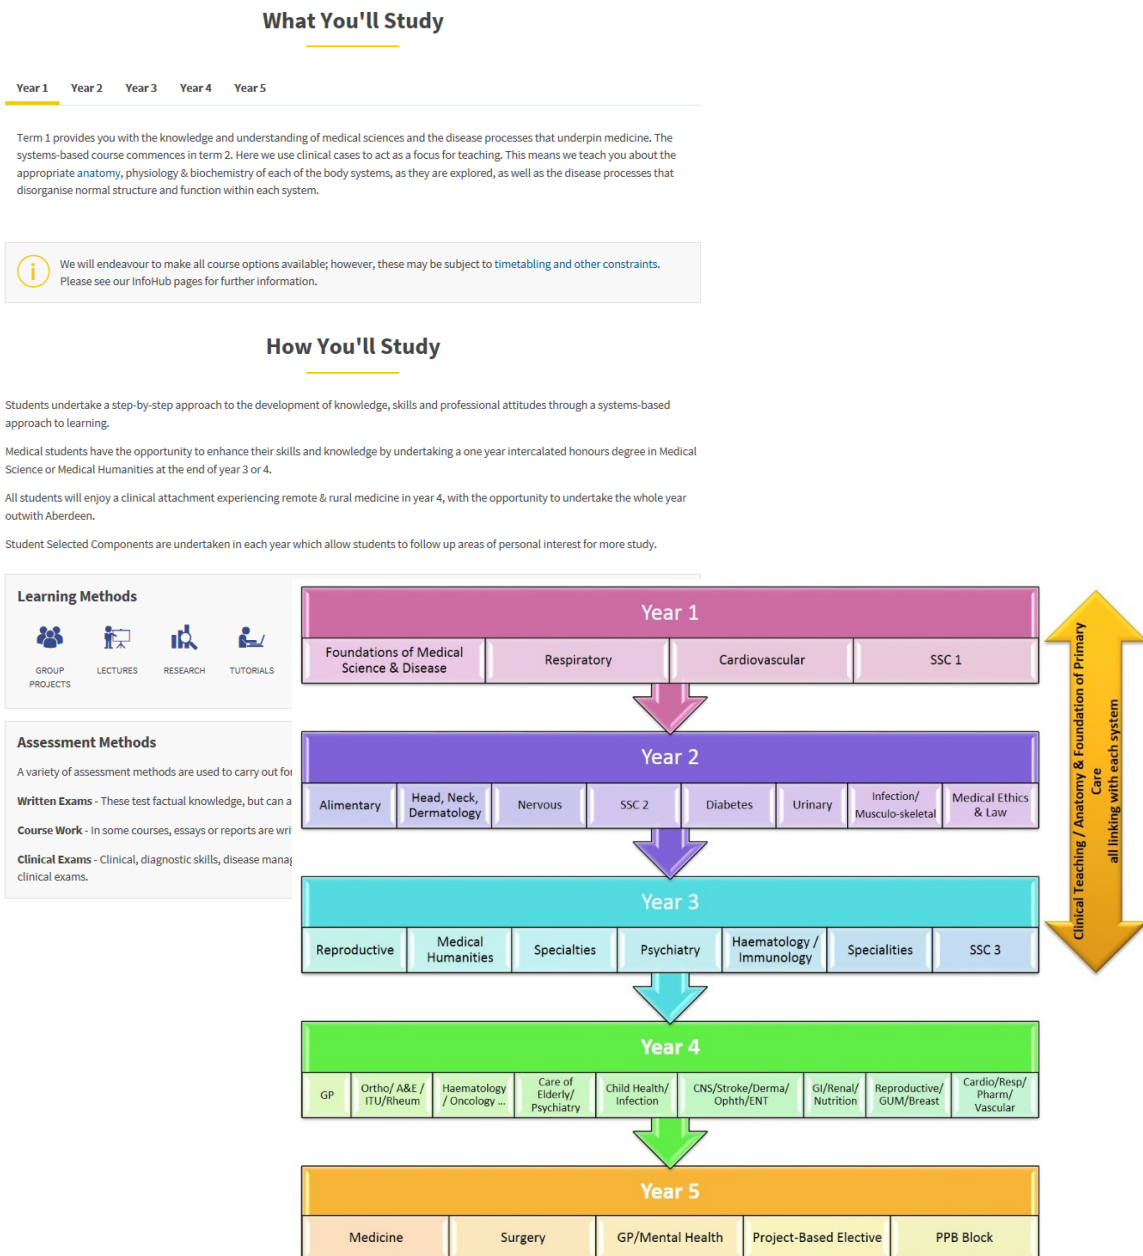 What You'll Study
Year 1 Year 2 Year 3 Year 4 Year 5
Term 1 provides you with the knowledge and understanding of medical sciences and the disease processes that underpin medicine. The
systems-based course commences in term 2. Here we use clinical cases to act as a focus for teaching. This means we teach you about the
appropriate anatomy, physiology & biochemistry of each of the body systems, as they are explored, as well as the disease processes that
disorganise normal structure and function within each system.
i
We will endeavour to make all course options available; however, these may be subject to timetabling and other constraints.
Please see our InfoHub pages for further information.
How You'll Study
Students undertake a step-by-step approach to the development of knowledge, skills and professional attitudes through a systems-based
approach to learning.
Medical students have the opportunity to enhance their skills and knowledge by undertaking a one year intercalated honours degree in Medical
Science or Medical Humanities at the end of year 3 or 4.
All students will enjoy a clinical attachment experiencing remote & rural medicine in year 4, with the opportunity to undertake the whole year
outwith Aberdeen.
Student Selected Components are undertaken in each year which allow students to follow up areas of personal interest for more study.
Learning Methods
GROUP
PROJECTS
LECTURES
RESEARCH
TUTORIALS
Assessment Methods
A variety of assessment methods are used to carry out for
Written Exams - These test factual knowledge, but can a
Course Work - In some courses, essays or reports are wri
Clinical Exams - Clinical, diagnostic skills, disease manag
clinical exams.
Year 1
Foundations of Medical
Science & Disease
Respiratory
Cardiovascular
SSC 1
Year 2
Alimentary
Head, Neck,
Dermatology
Nervous
SSC 2
Diabetes
Urinary
Infection/
Musculo-skeletal
Medical Ethics
& Law
Year 3
Reproductive
Medical
Humanities
Specialties
Psychiatry
Haematology /
Immunology
Specialities
SSC 3
Year 4
GP
Ortho/ A&E /
ITU/Rheum
Haematology
/ Oncology ...
Care of
Elderly/
Psychiatry
Child Health/
Infection
CNS/Stroke/Derma/
Ophth/ENT
GI/Renal/
Nutrition
Reproductive/
GUM/Breast
Cardio/Resp/
Pharm/
Vascular
Year 5
Medicine
Surgery
GP/Mental Health
Project-Based Elective
PPB Block
Clinical Teaching / Anatomy & Foundation of Primary
Care
all linking with each system